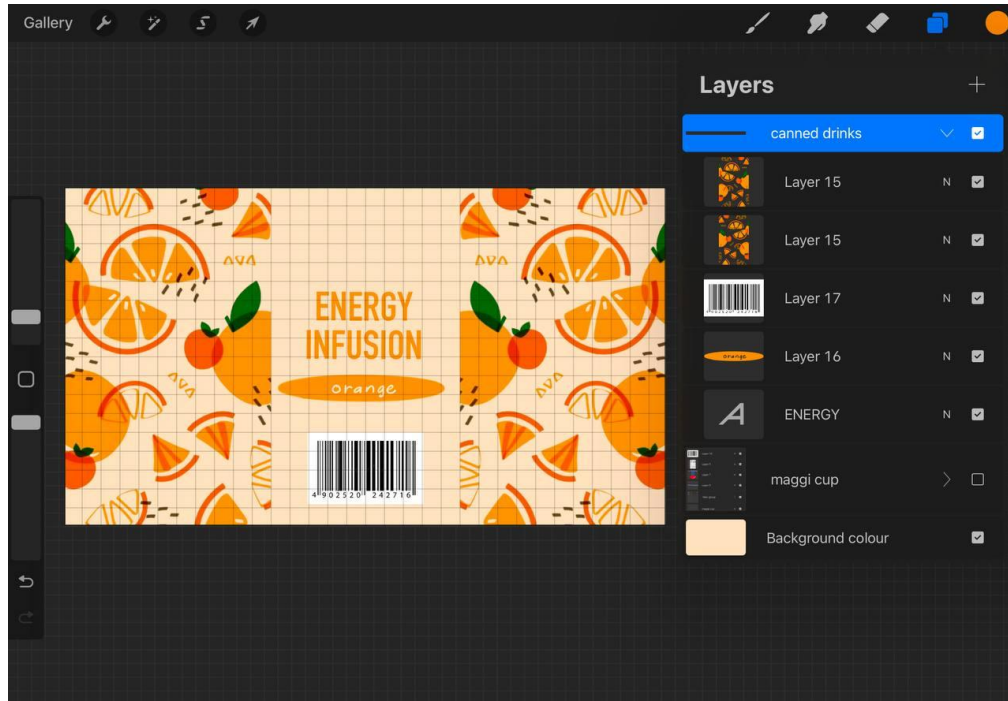 Gallery
Layers
canned drinks
Layer 15 N
Layer 15 N
Layer 17 N
orange
Layer 16 N
A
ENERGY N
maggi cup
Background colour
ENERGY
INFUSION
orange
4 902520 242716